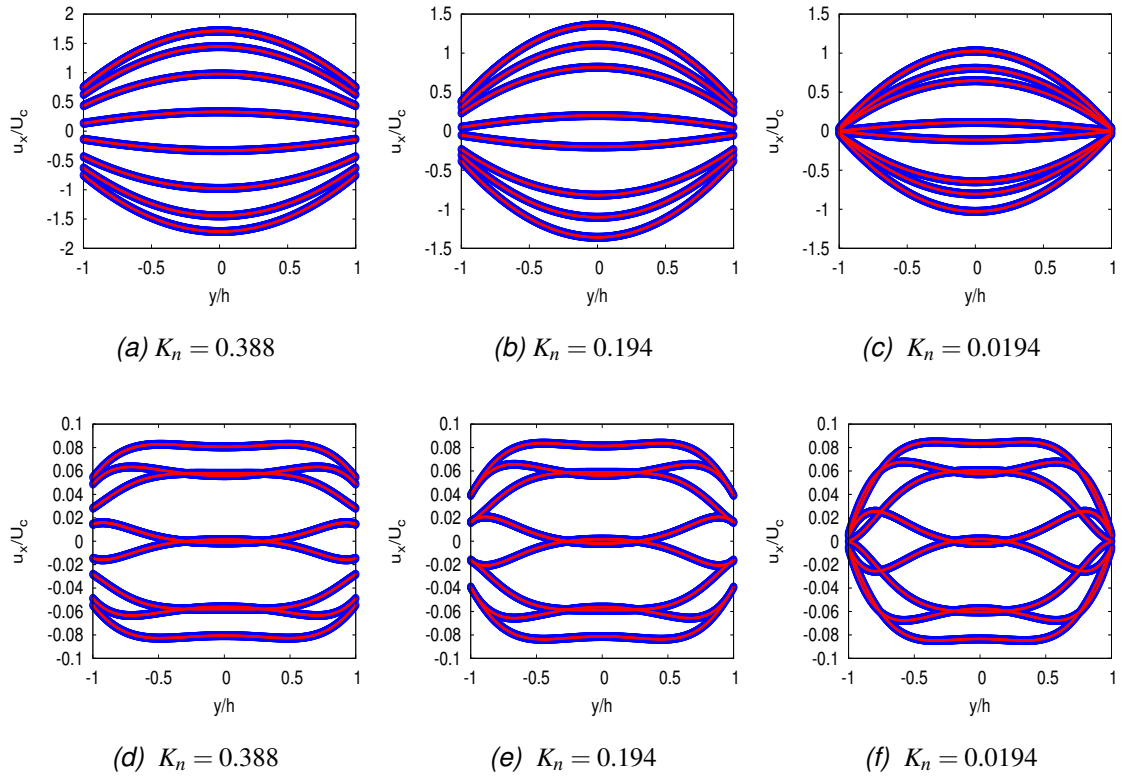 2
1.5
1
0.5
0
-0.5
-1
-1.5
-2
u_x/U_c
-1 -0.5 0 0.5 1
y/h
(a) K_n = 0.388
1.5
1
0.5
0
-0.5
-1
-1.5
u_x/U_c
-1 -0.5 0 0.5 1
y/h
(b) K_n = 0.194
1.5
1
0.5
0
-0.5
-1
-1.5
u_x/U_c
-1 -0.5 0 0.5 1
y/h
(c) K_n = 0.0194
0.1
0.08
0.06
0.04
0.02
0
-0.02
-0.04
-0.06
-0.08
-0.1
u_x/U_c
-1 -0.5 0 0.5 1
y/h
(d) K_n = 0.388
0.1
0.08
0.06
0.04
0.02
0
-0.02
-0.04
-0.06
-0.08
-0.1
u_x/U_c
-1 -0.5 0 0.5 1
y/h
(e) K_n = 0.194
0.1
0.08
0.06
0.04
0.02
0
-0.02
-0.04
-0.06
-0.08
-0.1
u_x/U_c
-1 -0.5 0 0.5 1
y/h
(f) K_n = 0.0194